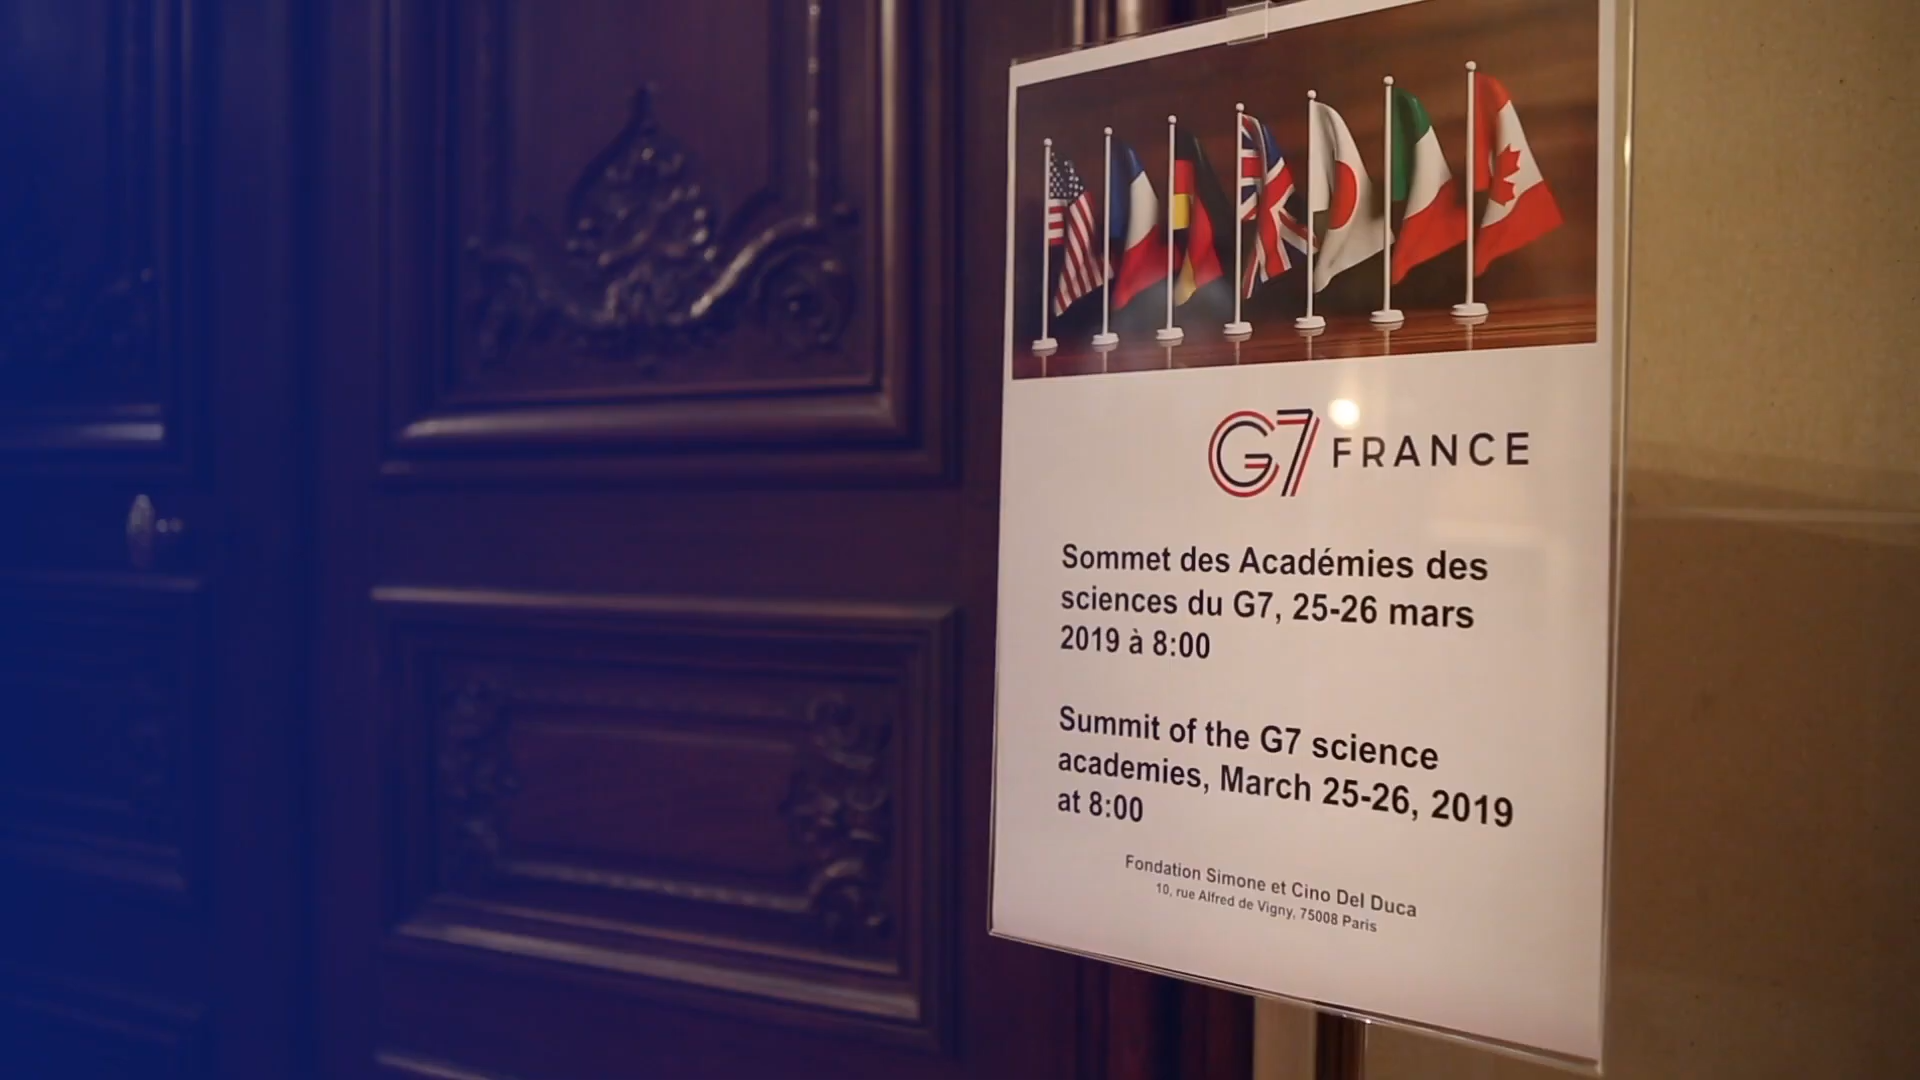 G7 FRANCE
Sommet des Académies des
sciences du G7, 25-26 mars
2019 à 8:00
Summit of the G7 science
academies, March 25-26, 2019
at 8:00
Fondation Simone et Cino Del Duca
10, rue Alfred de Vigny, 75008 Paris